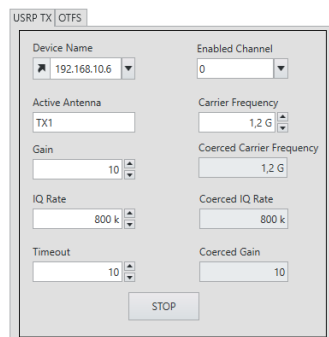 USRP TX OTFS
Device Name Enabled Channel
192.168.10.6 0
Active Antenna Carrier Frequency
TX1 1,2 G
Gain Coerced Carrier Frequency
10 1,2 G
IQ Rate Coerced IQ Rate
800 k 800 k
Timeout Coerced Gain
10 10
STOP